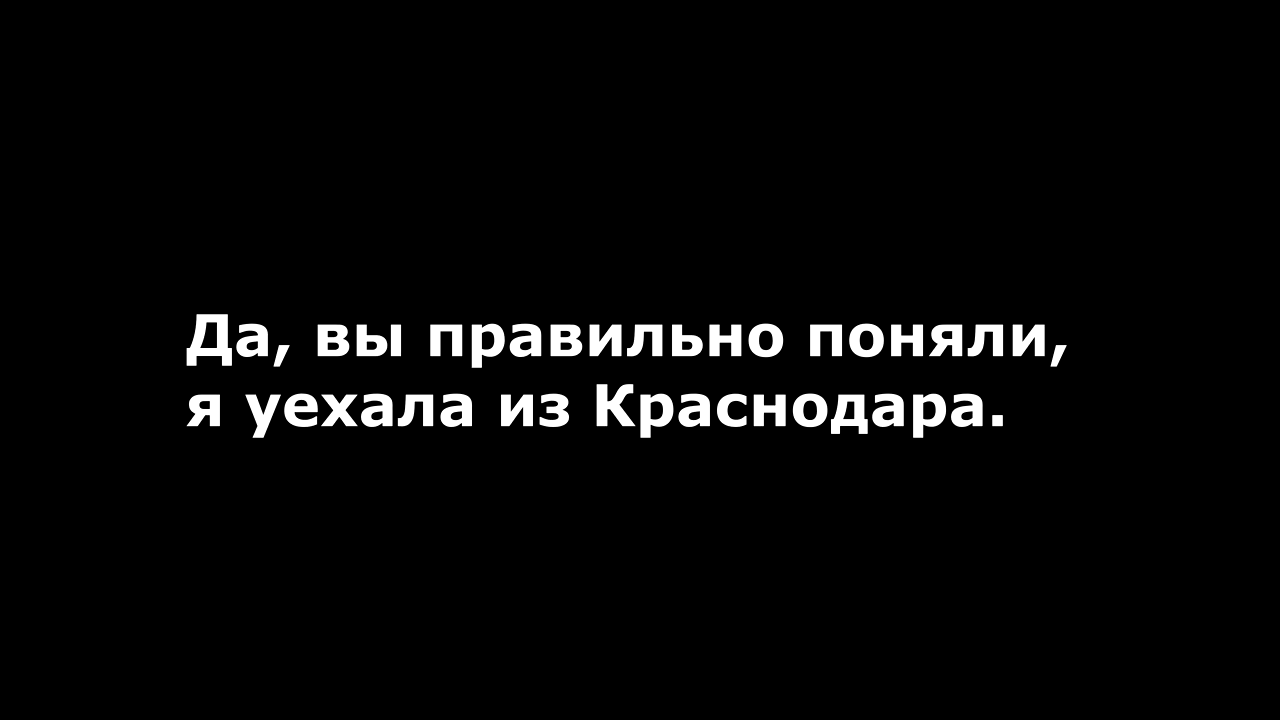 Да, вы правильно поняли,
я уехала из Краснодара.